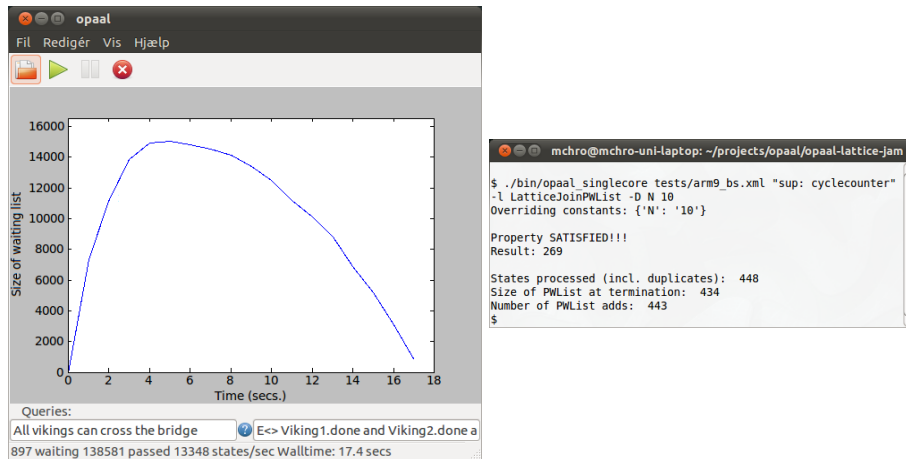 opaal
Fil Redigér Vis Hjælp
16000
14000
12000
10000
8000
6000
4000
2000
0
Size of waiting list
0 2 4 6 8 10 12 14 16 18
Time (secs.)
Queries:
All vikings can cross the bridge ? E<> Viking1.done and Viking2.done a
897 waiting 138581 passed 13348 states/sec Walltime: 17.4 secs
mchro@mchro-uni-laptop: ~/projects/opaal/opaal-lattice-jam
$ ./bin/opaal_singlecore tests/arm9_bs.xml "sup: cyclecounter"
-l LatticeJoinPWList -D N 10
Overriding constants: {'N': '10'}
Property SATISFIED!!!
Result: 269
States processed (incl. duplicates): 448
Size of PWList at termination: 434
Number of PWList adds: 443
$